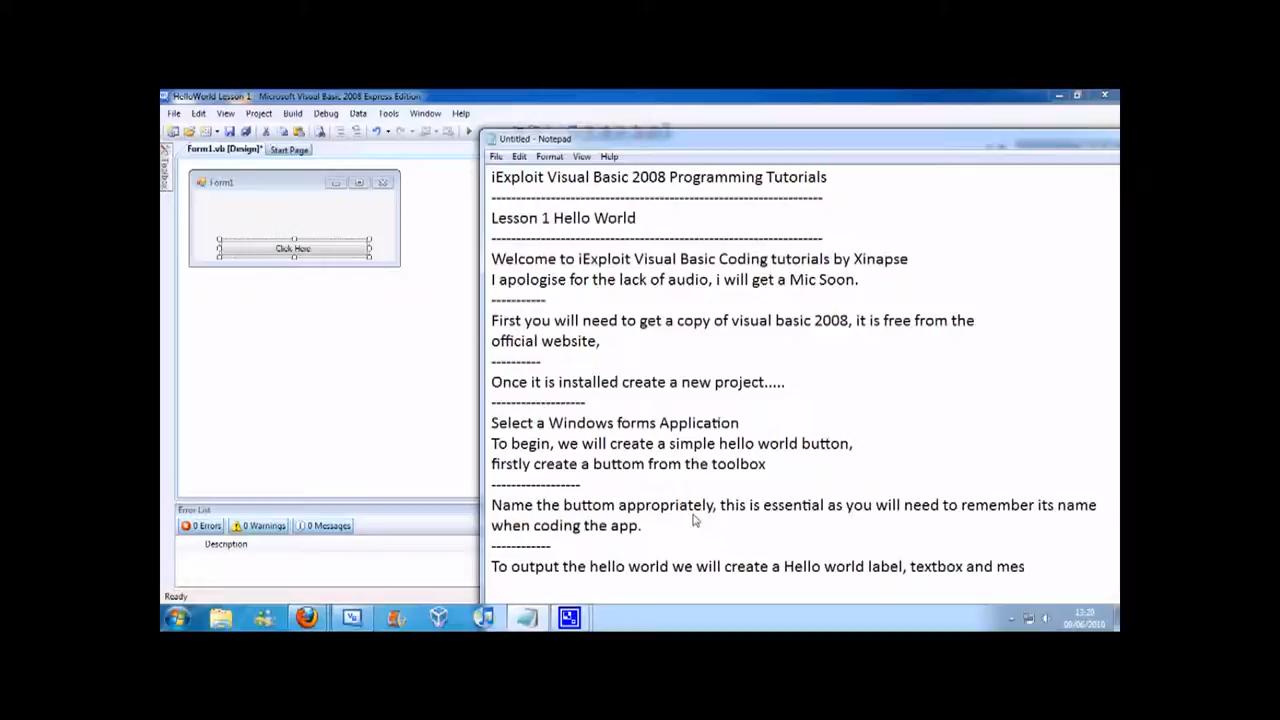 HelloWorld Lesson 1 - Microsoft Visual Basic 2008 Express Edition
File Edit View Project Build Debug Data Tools Window Help
Form1.vb [Design]* Start Page
Toolbox
Form1
Click Here
Error List
0 Errors 0 Warnings 0 Messages
Description
Ready
Untitled - Notepad
File Edit Format View Help
iExploit Visual Basic 2008 Programming Tutorials
----------------------------------------------------------------------
Lesson 1 Hello World
----------------------------------------------------------------------
Welcome to iExploit Visual Basic Coding tutorials by Xinapse
I apologise for the lack of audio, i will get a Mic Soon.
-----------
First you will need to get a copy of visual basic 2008, it is free from the
official website,
----------
Once it is installed create a new project.....
-------------------
Select a Windows forms Application
To begin, we will create a simple hello world button,
firstly create a buttom from the toolbox
------------------
Name the buttom appropriately, this is essential as you will need to remember its name
when coding the app.
------------
To output the hello world we will create a Hello world label, textbox and mes
13:20
09/06/2010